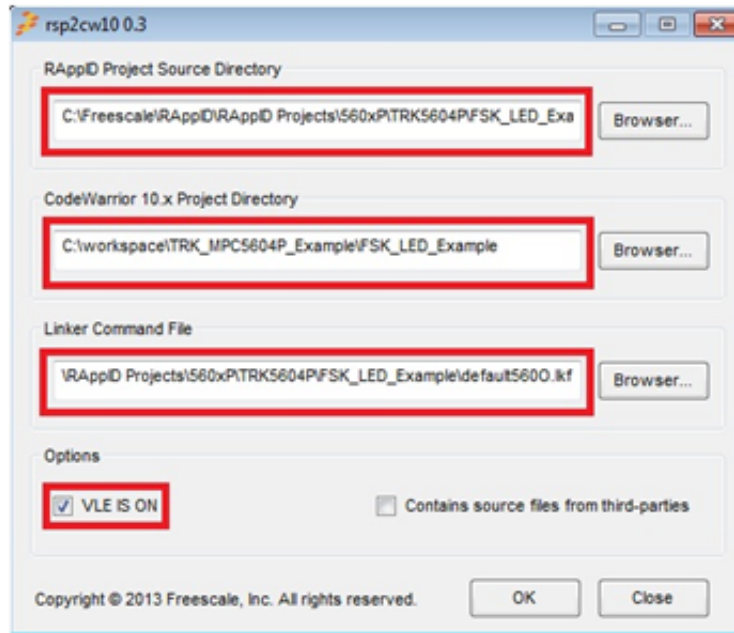 rsp2cw10 0.3
RAppID Project Source Directory
C:\Freescale\RAppID\RAppID Projects\560xP\TRK5604P\FSK_LED_Exa
Browser...
CodeWarrior 10.x Project Directory
C:\workspace\TRK_MPC5604P_Example\FSK_LED_Example
Browser...
Linker Command File
\RAppID Projects\560xP\TRK5604P\FSK_LED_Example\default560O.lkf
Browser...
Options
VLE IS ON
Contains source files from third-parties
Copyright © 2013 Freescale, Inc. All rights reserved.
OK
Close